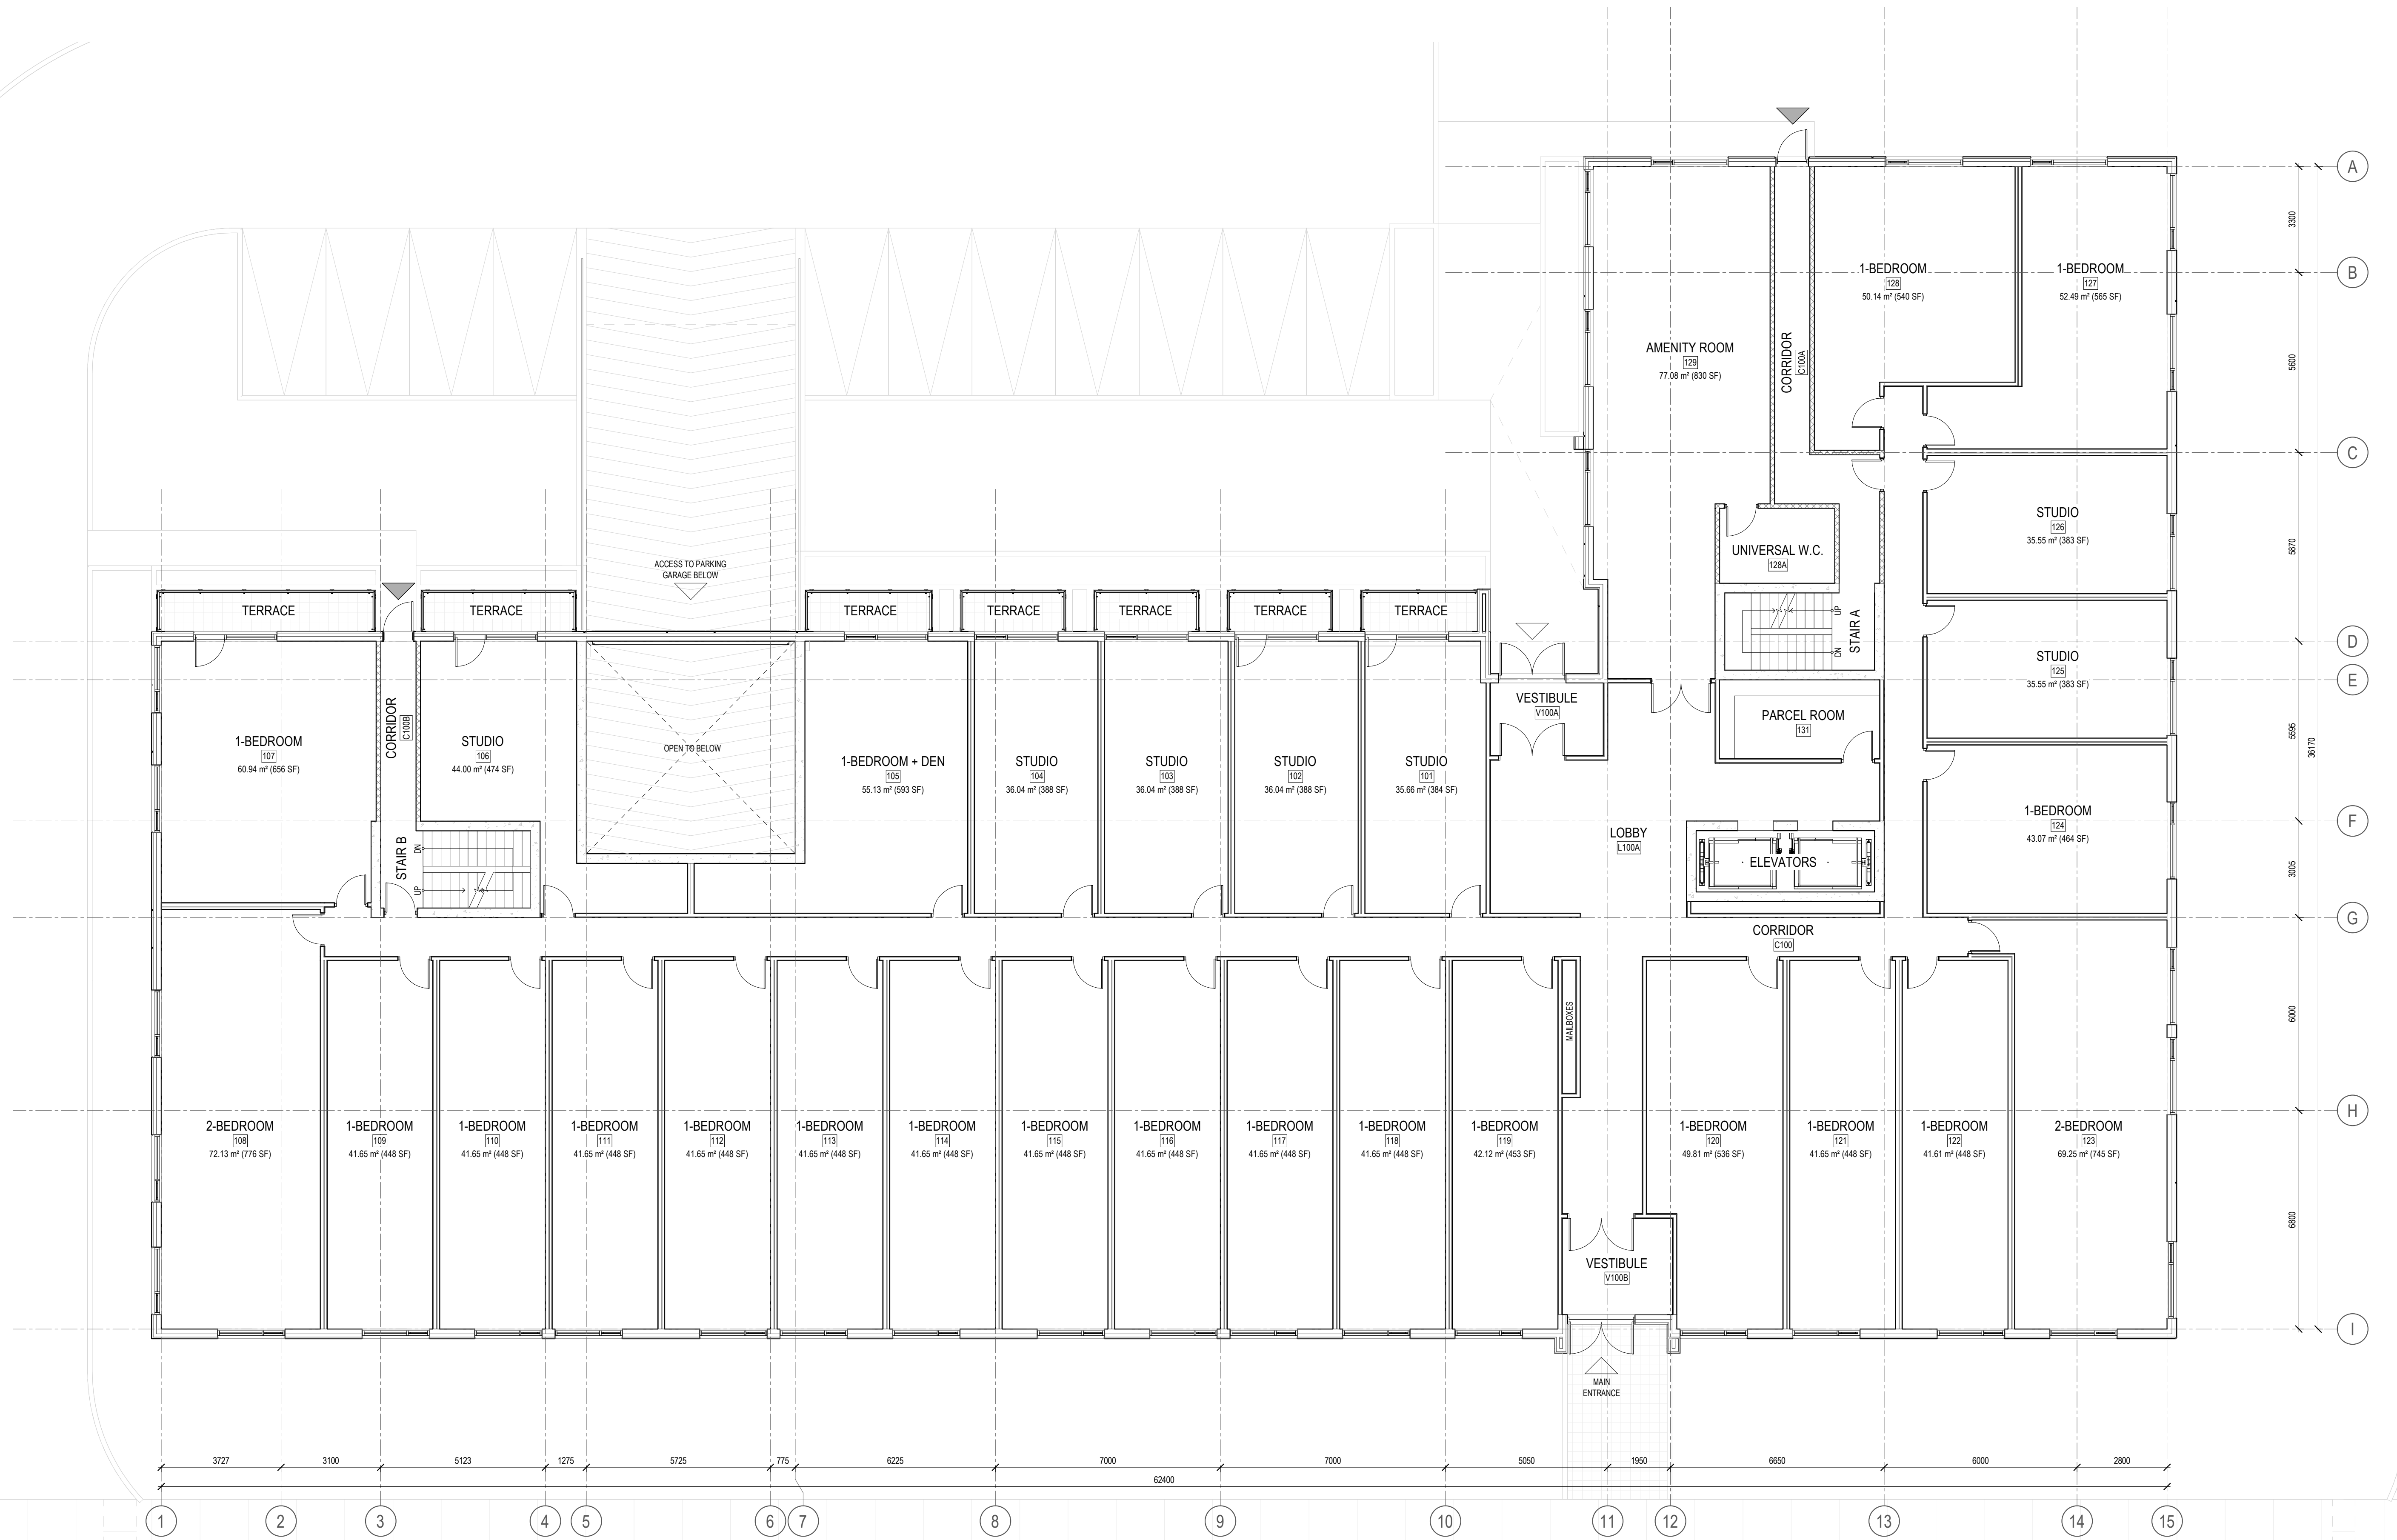 A
3300
1-BEDROOM
128
50.14 m² (540 SF)
1-BEDROOM
127
52.49 m² (565 SF)
B
AMENITY ROOM
129
77.08 m² (830 SF)
CORRIDOR
C100A
5600
36170
C
STUDIO
126
35.55 m² (383 SF)
UNIVERSAL W.C.
128A
5870
ACCESS TO PARKING
GARAGE BELOW
TERRACE
TERRACE
TERRACE
TERRACE
TERRACE
TERRACE
TERRACE
UP
DN
STAIR A
D
STUDIO
125
35.55 m² (383 SF)
E
VESTIBULE
V100A
PARCEL ROOM
131
5595
1-BEDROOM
107
60.94 m² (656 SF)
CORRIDOR
C100B
STUDIO
106
44.00 m² (474 SF)
OPEN TO BELOW
1-BEDROOM + DEN
105
55.13 m² (593 SF)
STUDIO
104
36.04 m² (388 SF)
STUDIO
103
36.04 m² (388 SF)
STUDIO
102
36.04 m² (388 SF)
STUDIO
101
35.66 m² (384 SF)
1-BEDROOM
124
43.07 m² (464 SF)
F
LOBBY
L100A
STAIR B
DN
UP
ELEVATORS
3005
G
CORRIDOR
C100
6000
MAILBOXES
H
2-BEDROOM
108
72.13 m² (776 SF)
1-BEDROOM
109
41.65 m² (448 SF)
1-BEDROOM
110
41.65 m² (448 SF)
1-BEDROOM
111
41.65 m² (448 SF)
1-BEDROOM
112
41.65 m² (448 SF)
1-BEDROOM
113
41.65 m² (448 SF)
1-BEDROOM
114
41.65 m² (448 SF)
1-BEDROOM
115
41.65 m² (448 SF)
1-BEDROOM
116
41.65 m² (448 SF)
1-BEDROOM
117
41.65 m² (448 SF)
1-BEDROOM
118
41.65 m² (448 SF)
1-BEDROOM
119
42.12 m² (453 SF)
1-BEDROOM
120
49.81 m² (536 SF)
1-BEDROOM
121
41.65 m² (448 SF)
1-BEDROOM
122
41.61 m² (448 SF)
2-BEDROOM
123
69.25 m² (745 SF)
6800
VESTIBULE
V100B
I
MAIN
ENTRANCE
3727
3100
5123
1275
5725
775
6225
7000
7000
5050
1950
6650
6000
2800
62400
1
2
3
4
5
6
7
8
9
10
11
12
13
14
15